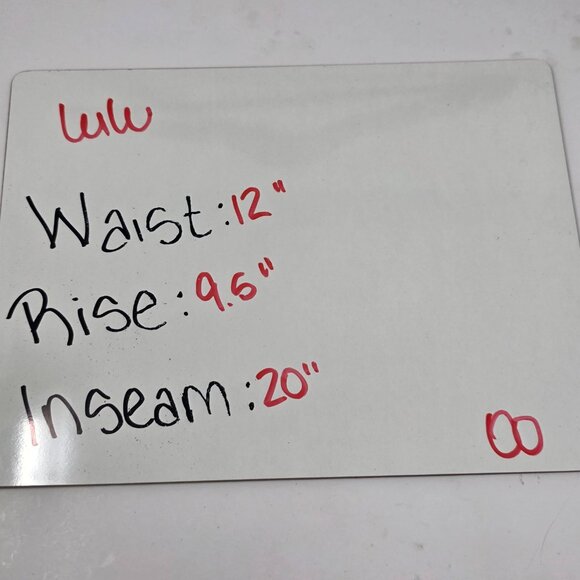 lulu
Waist: 12"
Rise: 9.5"
Inseam: 20"
00